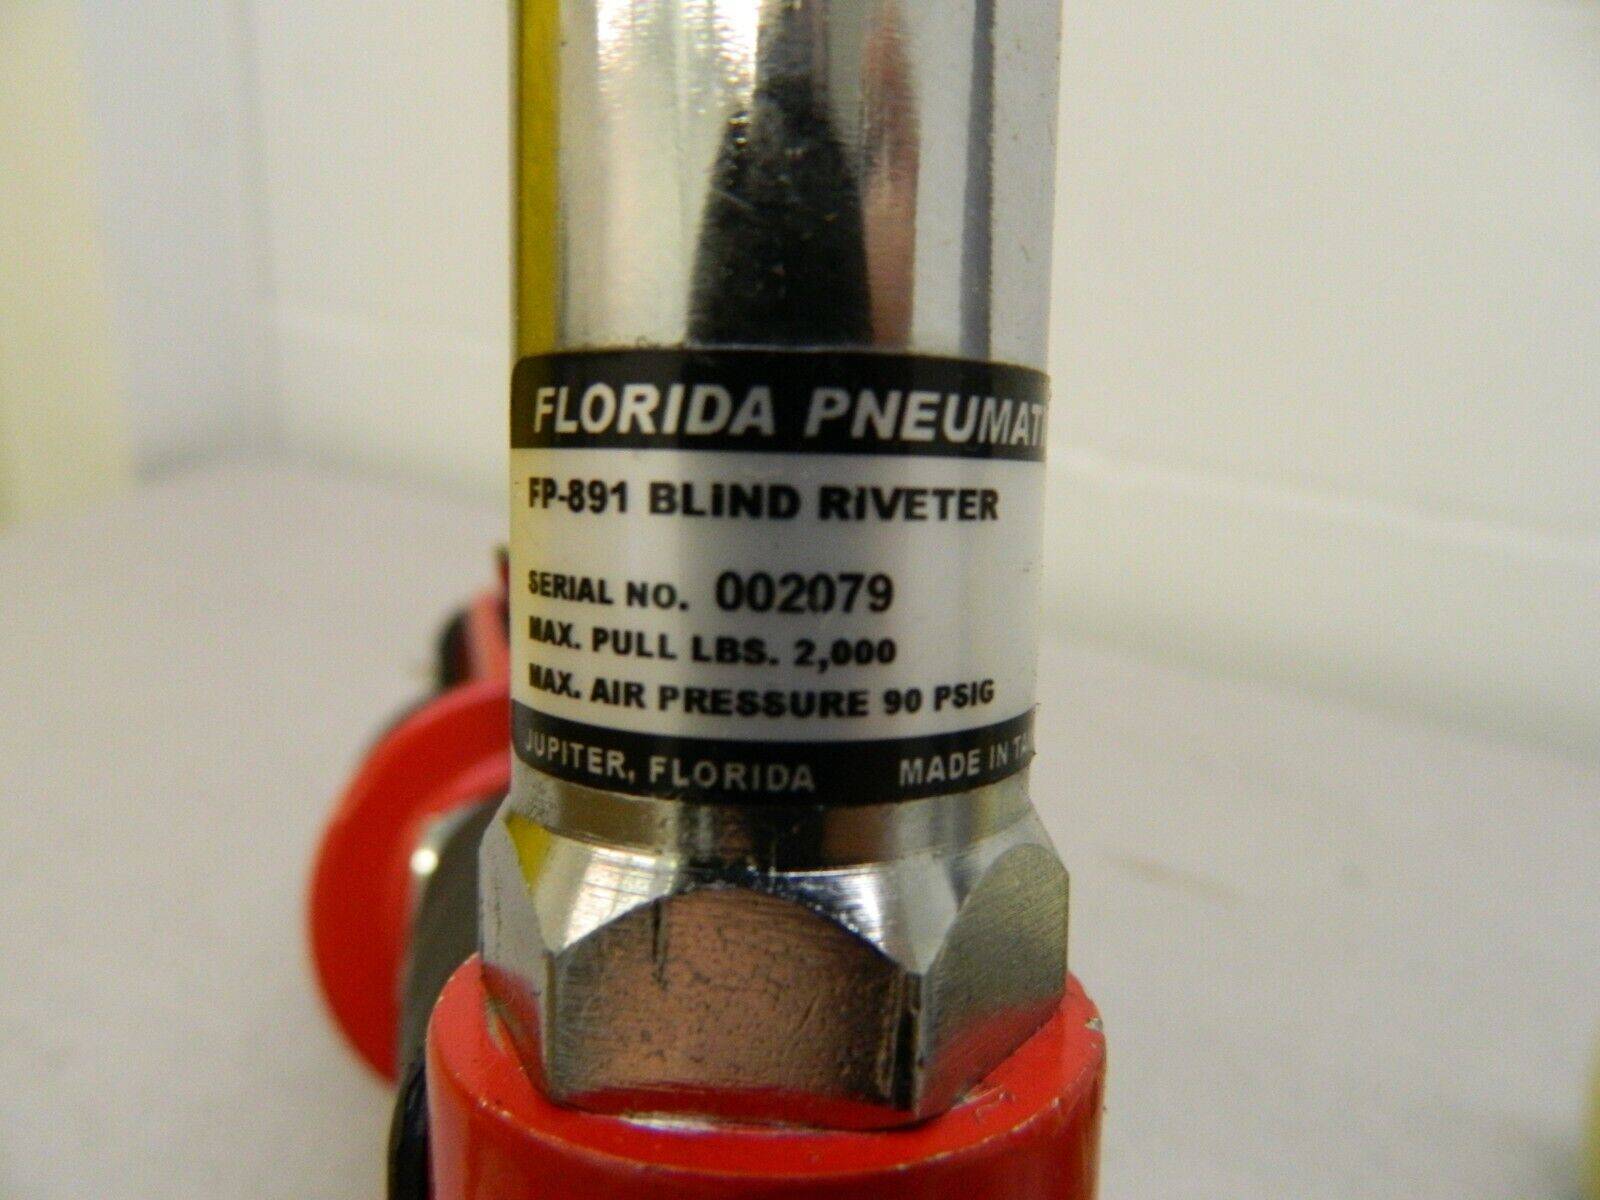 FLORIDA PNEUMATI
FP-891 BLIND RIVETER
SERIAL NO. 002079
MAX. PULL LBS. 2,000
MAX. AIR PRESSURE 90 PSIG
JUPITER, FLORIDA MADE IN TA